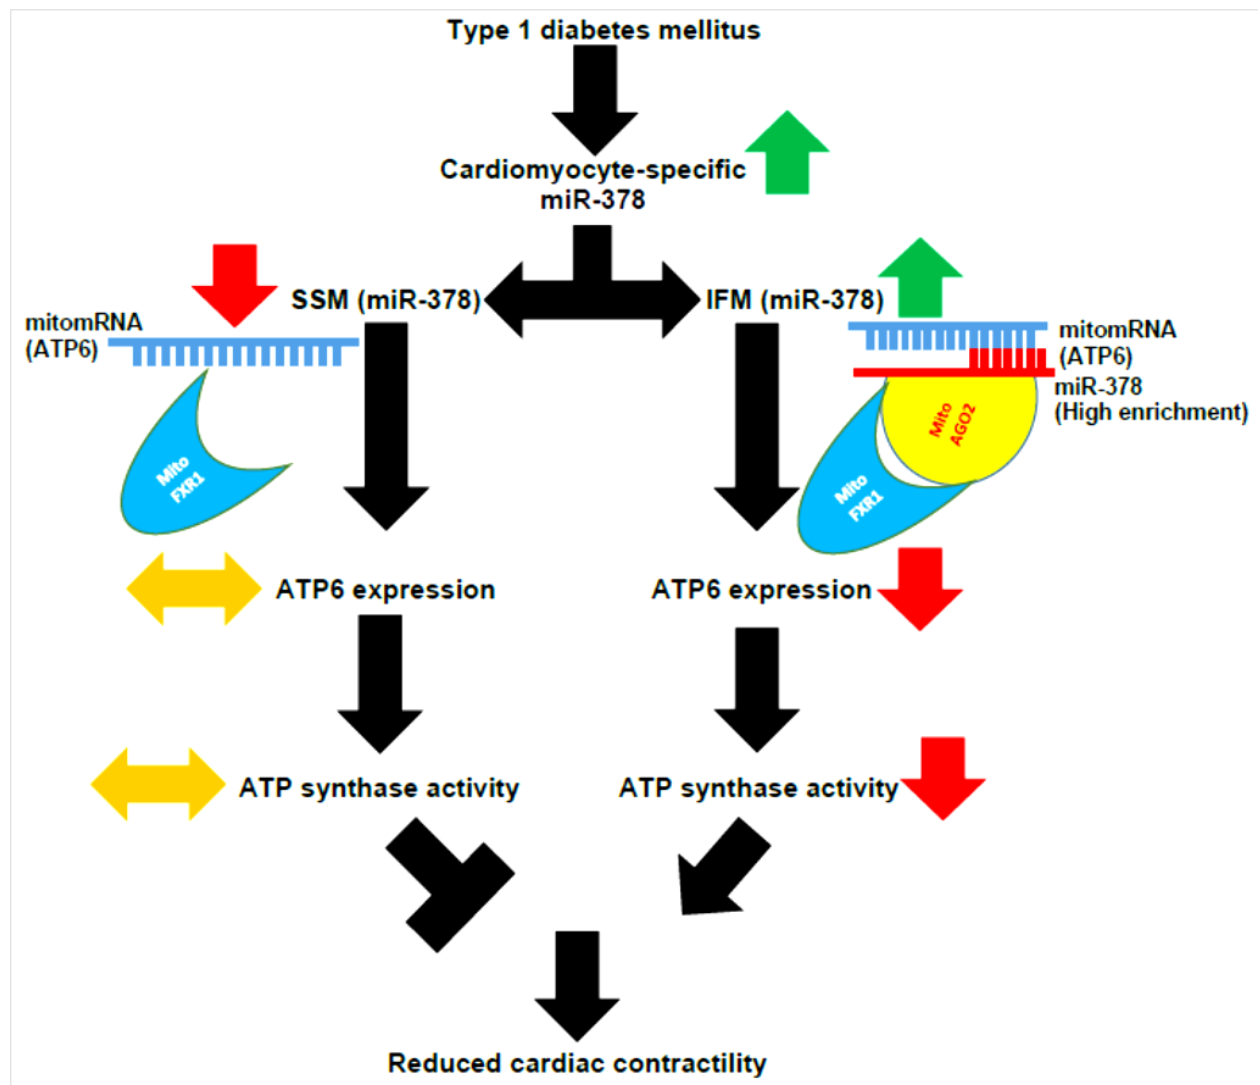 Type 1 diabetes mellitus
Cardiomyocyte-specific
miR-378
SSM (miR-378)
IFM (miR-378)
mitomRNA
(ATP6)
mitomRNA
(ATP6)
miR-378
(High enrichment)
Mito
AGO2
Mito
FXR1
Mito
FXR1
ATP6 expression
ATP6 expression
ATP synthase activity
ATP synthase activity
Reduced cardiac contractility